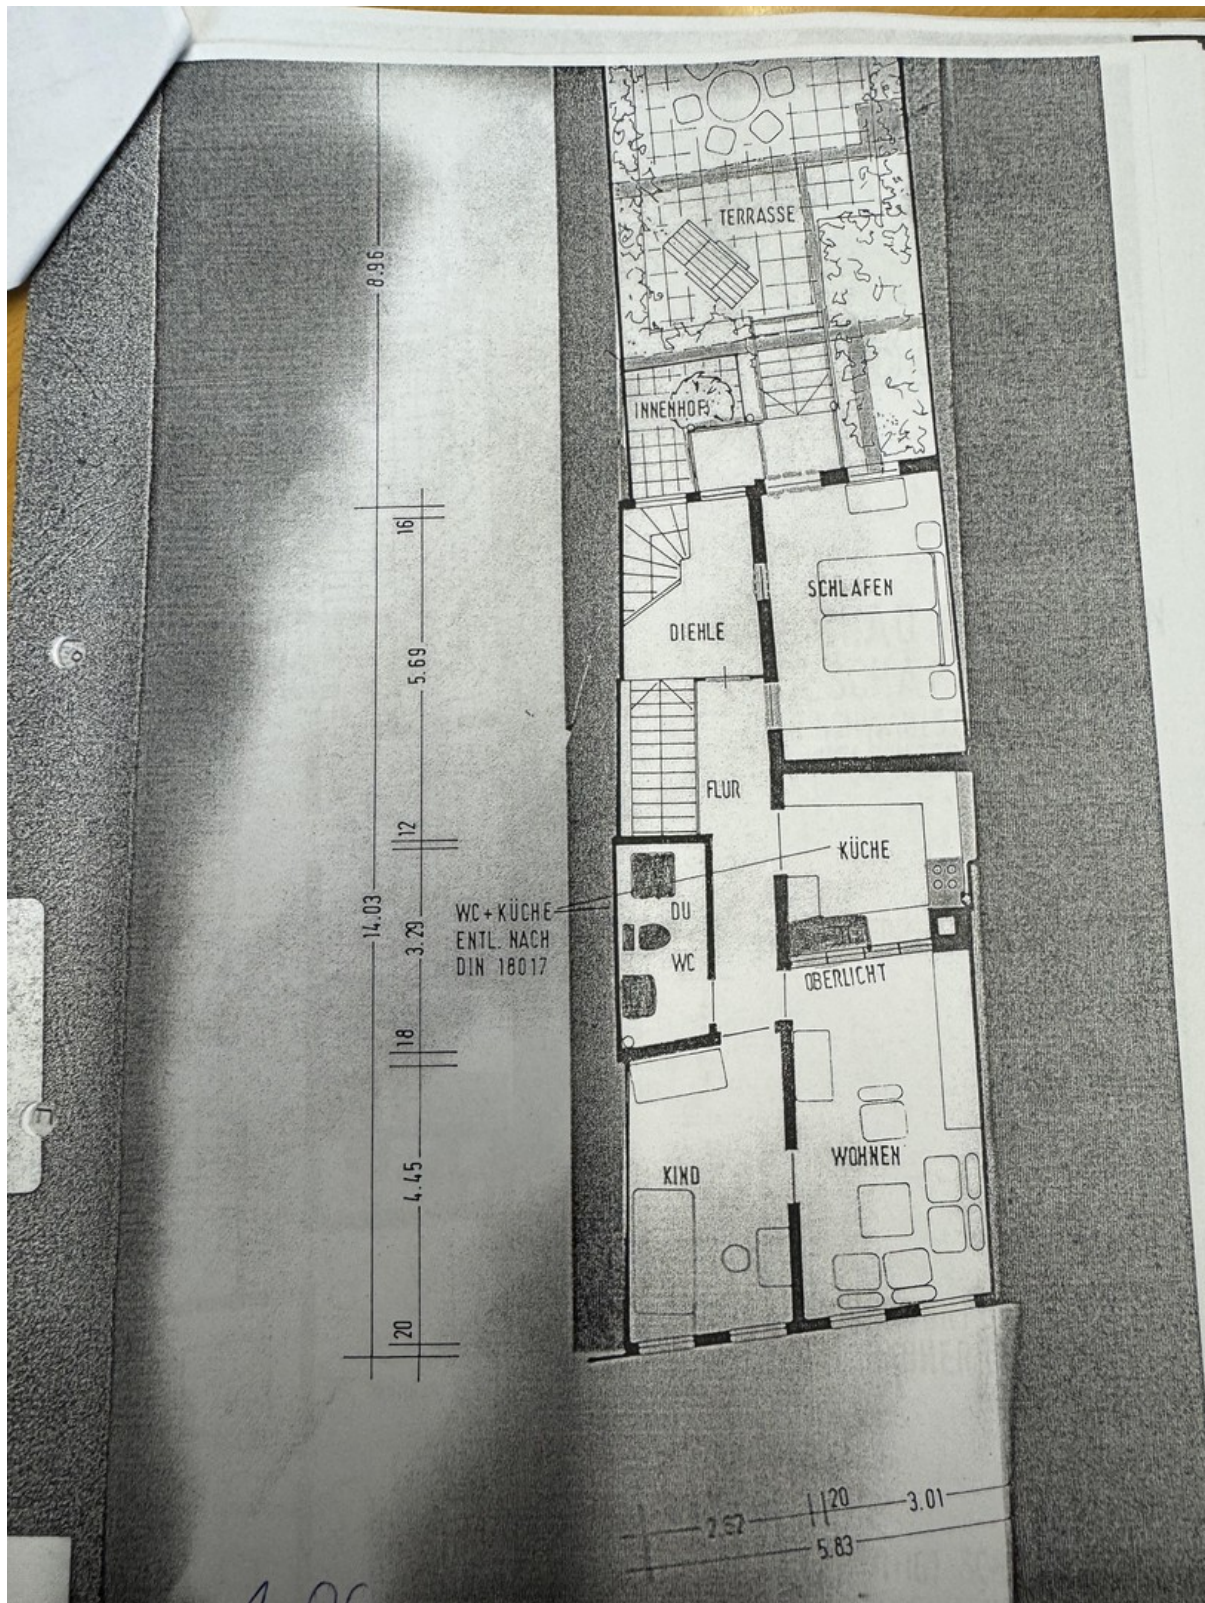 8.96
TERRASSE
INNENHOF
16
SCHLAFEN
DIEHLE
5.69
FLUR
12
KÜCHE
14.03
WC + KÜCHE
ENTL. NACH
DIN 18017
DU
WC
3.29
OBERLICHT
18
WOHNEN
KIND
4.45
20
20
3.01
5.83